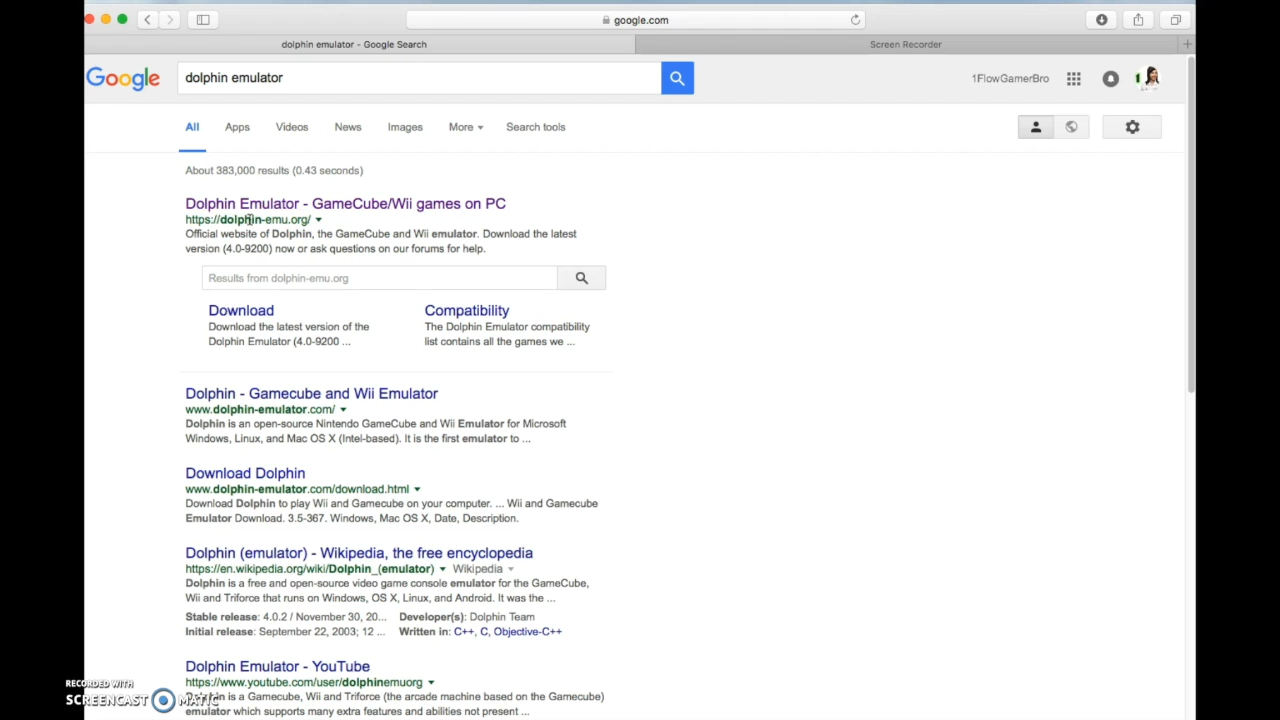 google.com
dolphin emulator - Google Search
Screen Recorder
Google
dolphin emulator
1FlowGamerBro
All
Apps
Videos
News
Images
More
Search tools
About 383,000 results (0.43 seconds)
Dolphin Emulator - GameCube/Wii games on PC
https://dolphin-emu.org/
Official website of Dolphin, the GameCube and Wii emulator. Download the latest
version (4.0-9200) now or ask questions on our forums for help.
Results from dolphin-emu.org
Download
Download the latest version of the
Dolphin Emulator (4.0-9200 ...
Compatibility
The Dolphin Emulator compatibility
list contains all the games we ...
Dolphin - Gamecube and Wii Emulator
www.dolphin-emulator.com/
Dolphin is an open-source Nintendo GameCube and Wii Emulator for Microsoft
Windows, Linux, and Mac OS X (Intel-based). It is the first emulator to ...
Download Dolphin
www.dolphin-emulator.com/download.html
Download Dolphin to play Wii and Gamecube on your computer. ... Wii and Gamecube
Emulator Download. 3.5-367. Windows, Mac OS X, Date, Description.
Dolphin (emulator) - Wikipedia, the free encyclopedia
https://en.wikipedia.org/wiki/Dolphin_(emulator) Wikipedia
Dolphin is a free and open-source video game console emulator for the GameCube,
Wii and Triforce that runs on Windows, OS X, Linux, and Android. It was the ...
Stable release: 4.0.2 / November 30, 20... Developer(s): Dolphin Team
Initial release: September 22, 2003; 12 ... Written in: C++, C, Objective-C++
Dolphin Emulator - YouTube
https://www.youtube.com/user/dolphinemuorg
Dolphin is a Gamecube, Wii and Triforce (the arcade machine based on the Gamecube)
emulator which supports many extra features and abilities not present ...
RECORDED WITH
SCREENCAST MATIC